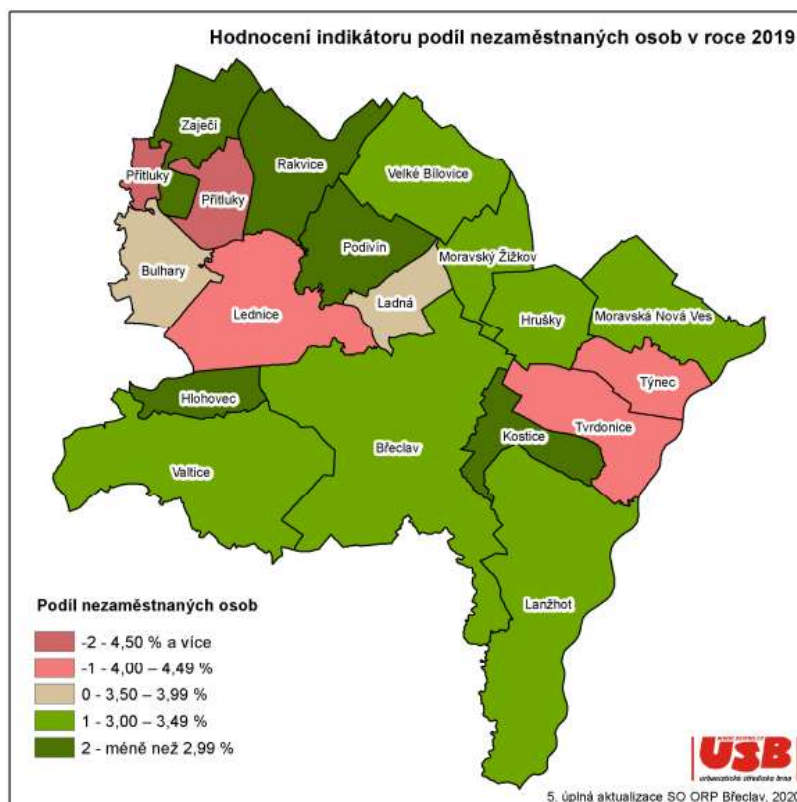 Hodnocení indikátoru podíl nezaměstnaných osob v roce 2019
Zaječí
Přítluky
Přítluky
Rakvice
Velké Bílovice
Podivín
Moravský Žižkov
Bulhary
Ladná
Lednice
Hrušky
Moravská Nová Ves
Týnec
Hlohovec
Tvrdonice
Kostice
Břeclav
Valtice
Lanžhot
Podíl nezaměstnaných osob
-2 - 4,50 % a více
-1 - 4,00 – 4,49 %
0 - 3,50 – 3,99 %
1 - 3,00 – 3,49 %
2 - méně než 2,99 %
USB
urbanistické středisko brno
5. úplná aktualizace SO ORP Břeclav, 2020